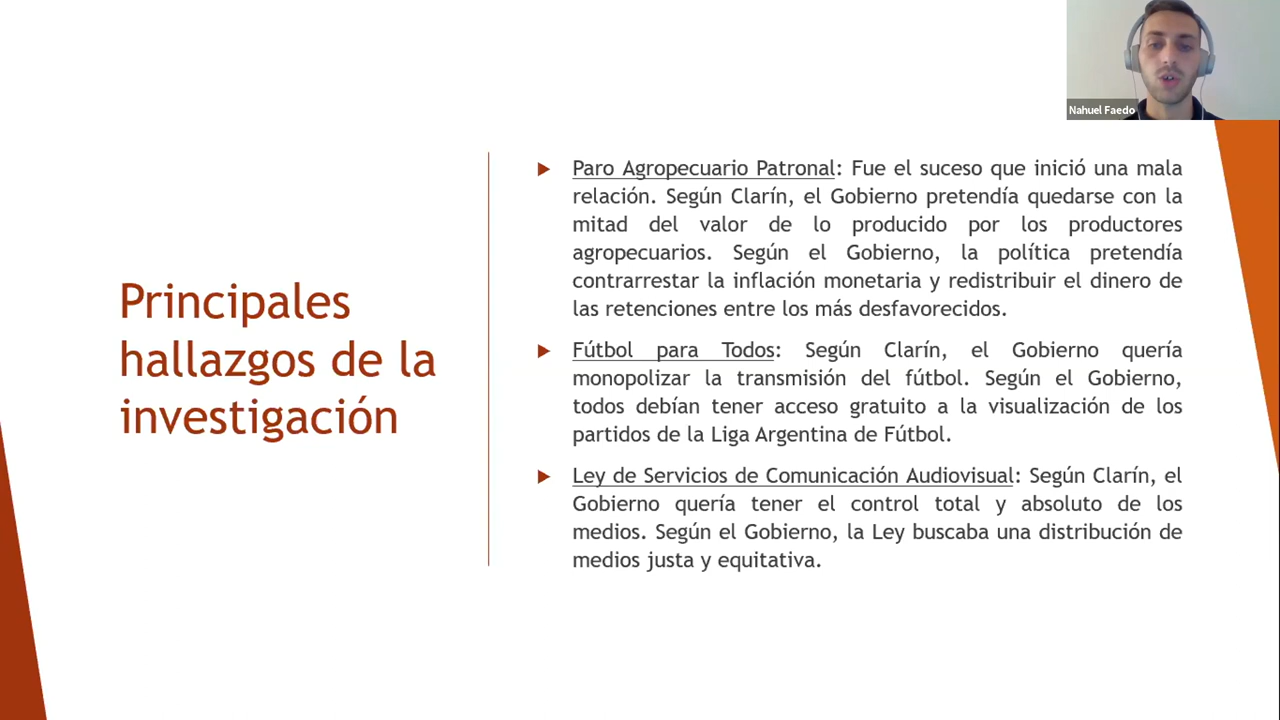 Nahuel Faedo
Principales
hallazgos de la
investigación
Paro Agropecuario Patronal: Fue el suceso que inició una mala
relación. Según Clarín, el Gobierno pretendía quedarse con la
mitad del valor de lo producido por los productores
agropecuarios. Según el Gobierno, la política pretendía
contrarrestar la inflación monetaria y redistribuir el dinero de
las retenciones entre los más desfavorecidos.
Fútbol para Todos: Según Clarín, el Gobierno quería
monopolizar la transmisión del fútbol. Según el Gobierno,
todos debían tener acceso gratuito a la visualización de los
partidos de la Liga Argentina de Fútbol.
Ley de Servicios de Comunicación Audiovisual: Según Clarín, el
Gobierno quería tener el control total y absoluto de los
medios. Según el Gobierno, la Ley buscaba una distribución de
medios justa y equitativa.